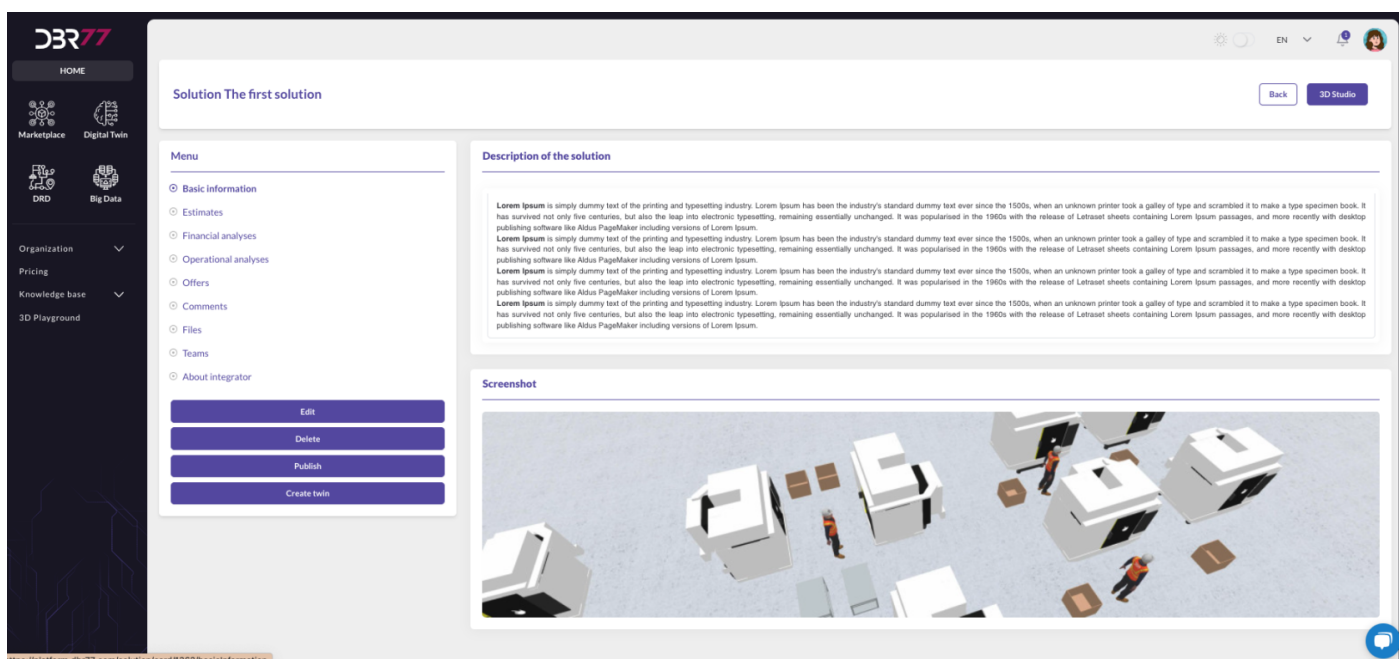 DBR77
HOME
Marketplace
Digital Twin
DRD
Big Data
Organization
Pricing
Knowledge base
3D Playground
EN
Solution The first solution
Back
3D Studio
Menu
Basic information
Estimates
Financial analyses
Operational analyses
Offers
Comments
Files
Teams
About integrator
Edit
Delete
Publish
Create twin
Description of the solution
Lorem Ipsum is simply dummy text of the printing and typesetting industry. Lorem Ipsum has been the industry's standard dummy text ever since the 1500s, when an unknown printer took a galley of type and scrambled it to make a type specimen book. It
has survived not only five centuries, but also the leap into electronic typesetting, remaining essentially unchanged. It was popularised in the 1960s with the release of Letraset sheets containing Lorem Ipsum passages, and more recently with desktop
publishing software like Aldus PageMaker including versions of Lorem Ipsum.
Lorem Ipsum is simply dummy text of the printing and typesetting industry. Lorem Ipsum has been the industry's standard dummy text ever since the 1500s, when an unknown printer took a galley of type and scrambled it to make a type specimen book. It
has survived not only five centuries, but also the leap into electronic typesetting, remaining essentially unchanged. It was popularised in the 1960s with the release of Letraset sheets containing Lorem Ipsum passages, and more recently with desktop
publishing software like Aldus PageMaker including versions of Lorem Ipsum.
Lorem Ipsum is simply dummy text of the printing and typesetting industry. Lorem Ipsum has been the industry's standard dummy text ever since the 1500s, when an unknown printer took a galley of type and scrambled it to make a type specimen book. It
has survived not only five centuries, but also the leap into electronic typesetting, remaining essentially unchanged. It was popularised in the 1960s with the release of Letraset sheets containing Lorem Ipsum passages, and more recently with desktop
publishing software like Aldus PageMaker including versions of Lorem Ipsum.
Lorem Ipsum is simply dummy text of the printing and typesetting industry. Lorem Ipsum has been the industry's standard dummy text ever since the 1500s, when an unknown printer took a galley of type and scrambled it to make a type specimen book. It
has survived not only five centuries, but also the leap into electronic typesetting, remaining essentially unchanged. It was popularised in the 1960s with the release of Letraset sheets containing Lorem Ipsum passages, and more recently with desktop
publishing software like Aldus PageMaker including versions of Lorem Ipsum.
Screenshot